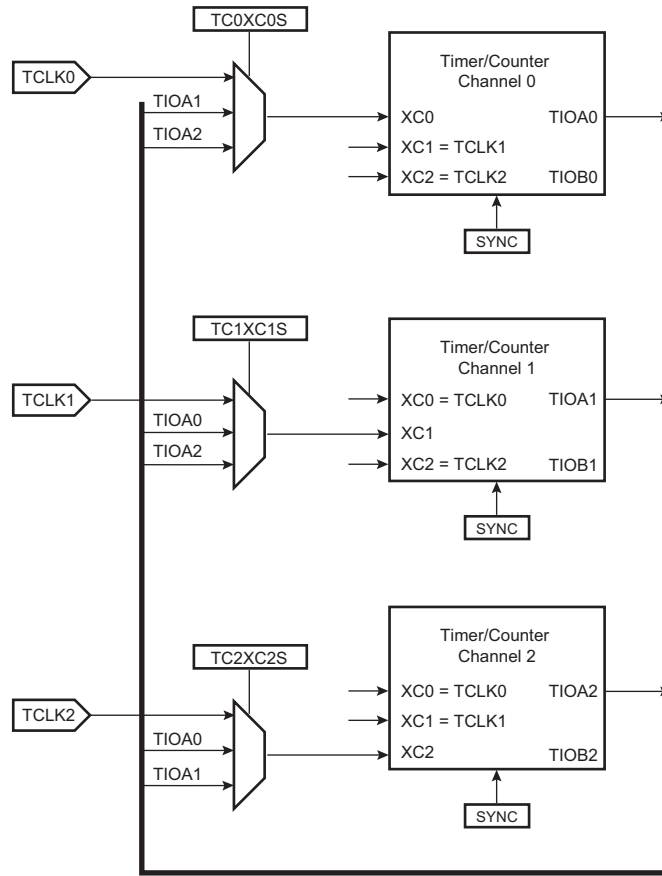 TC0XC0S
TCLK0
TIOA1
TIOA2
Timer/Counter
Channel 0
XC0
TIOA0
XC1 = TCLK1
XC2 = TCLK2
TIOB0
SYNC
TC1XC1S
TCLK1
TIOA0
TIOA2
Timer/Counter
Channel 1
XC0 = TCLK0
TIOA1
XC1
XC2 = TCLK2
TIOB1
SYNC
TC2XC2S
TCLK2
TIOA0
TIOA1
Timer/Counter
Channel 2
XC0 = TCLK0
TIOA2
XC1 = TCLK1
XC2
TIOB2
SYNC